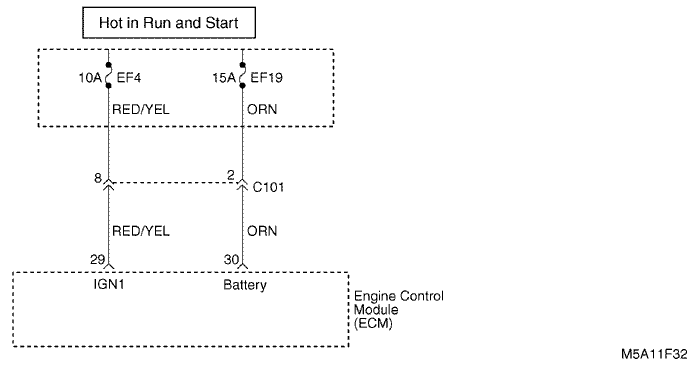 Hot in Run and Start
10A EF4 15A EF19
RED/YEL ORN
8 2 C101
RED/YEL ORN
29 30
IGN1 Battery
Engine Control
Module
(ECM)
M5A11F32